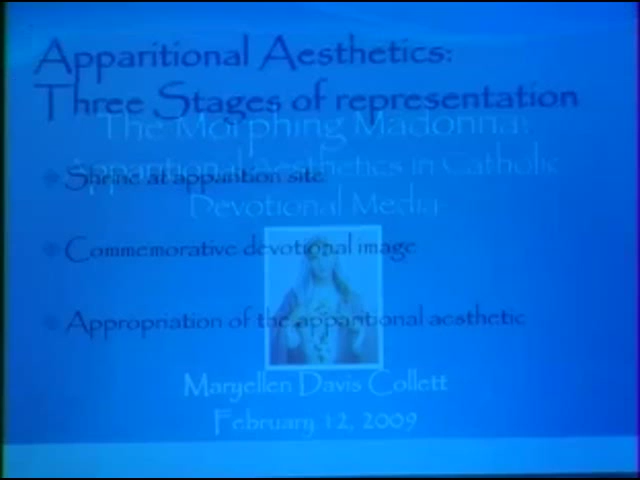 Apparitional Aesthetics:
Three Stages of representation
The Morphing Madonna:
Apparitional Aesthetics in Catholic
Devotional Media
Shrine at apparition site
Commemorative devotional image
Appropriation of the apparitional aesthetic
Maryellen Davis Collett
February 12, 2009